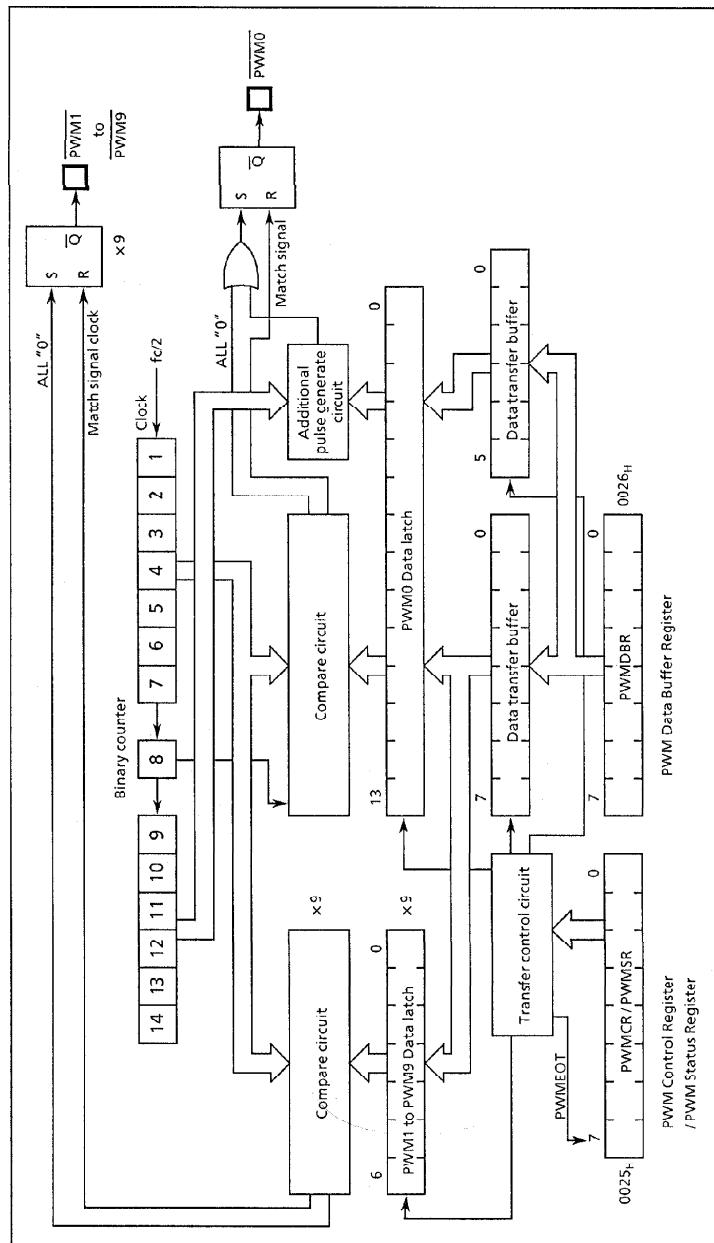 PWM1
to
PWM9
Q
S
R
×9
ALL "0"
Match signal clock
PWM0
Q
S
R
ALL "0"
Match signal
Clock
fc/2
Binary counter
14 13 12 11 10 9 8 7 6 5 4 3 2 1
×9
Compare circuit
Compare circuit
Additional
pulse generate
circuit
6
0
×9
PWM1 to PWM9 Data latch
13
0
PWM0 Data latch
Transfer control circuit
7
0
Data transfer buffer
5
0
Data transfer buffer
PWMEOT
0025H
7
0
PWMCR / PWMSR
PWM Control Register
/ PWM Status Register
7
0
0026H
PWMDBR
PWM Data Buffer Register